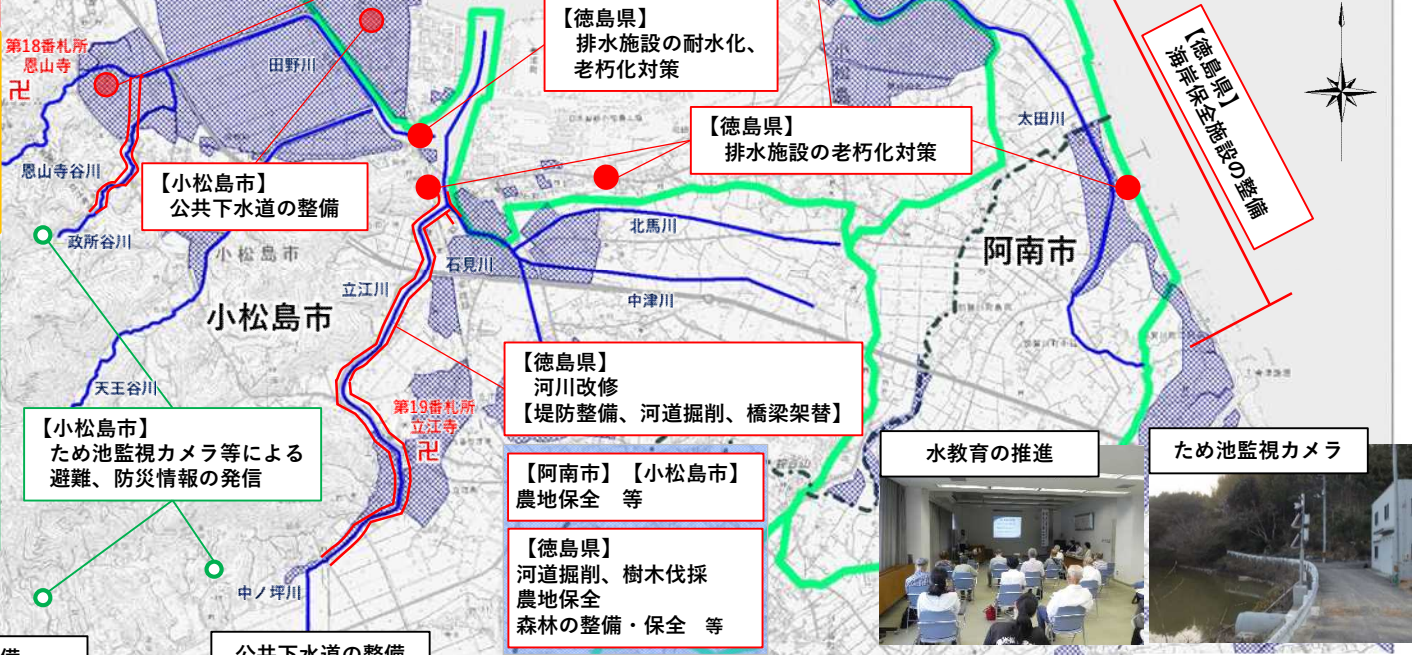 【徳島県】
排水施設の耐水化、
老朽化対策
第18番札所
恩山寺
卍
田野川
【徳島県】
海岸保全施設の整備
【徳島県】
排水施設の老朽化対策
太田川
恩山寺谷川
【小松島市】
公共下水道の整備
政所谷川
小松島市
北馬川
阿南市
石見川
立江川
中津川
小松島市
【徳島県】
河川改修
【堤防整備、河道掘削、橋梁架替】
天王谷川
第19番札所
立江寺
卍
【小松島市】
ため池監視カメラ等による
避難、防災情報の発信
水教育の推進
ため池監視カメラ
【阿南市】【小松島市】
農地保全　等
【徳島県】
河道掘削、樹木伐採
農地保全
森林の整備・保全　等
中ノ坪川
備
公共下水道の整備